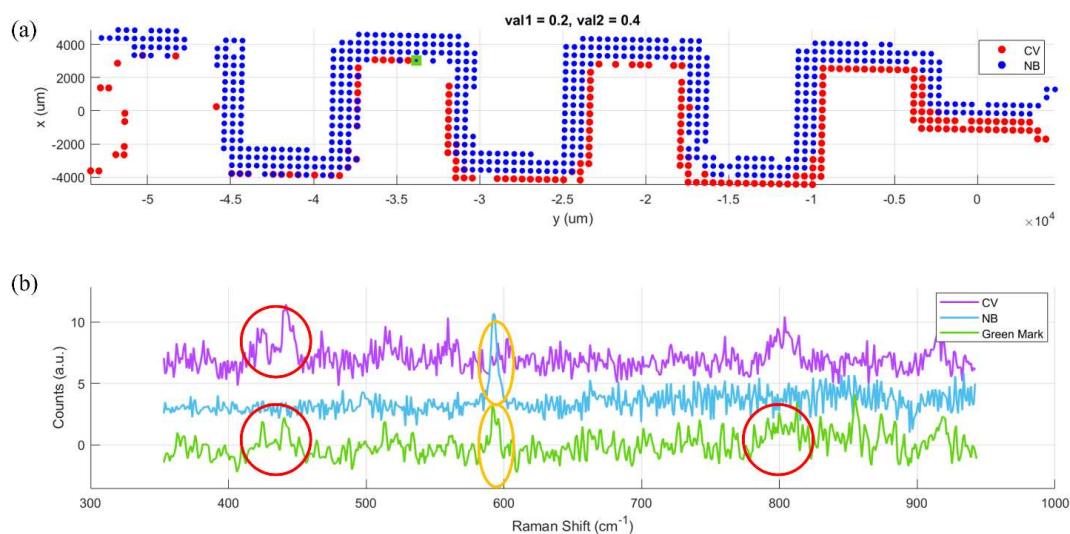 (a)
val1 = 0.2, val2 = 0.4
4000
2000
0
-2000
-4000
x (um)
CV
NB
-5 -4.5 -4 -3.5 -3 -2.5 -2 -1.5 -1 -0.5 0
y (um)
×10⁴
(b)
10
5
0
Counts (a.u.)
CV
NB
Green Mark
300 400 500 600 700 800 900 1000
Raman Shift (cm⁻¹)